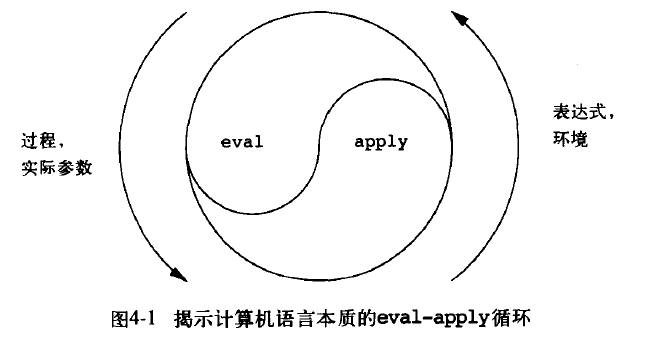 过程，
实际参数
eval
apply
表达式，
环境
图4-1 揭示计算机语言本质的eval-apply循环